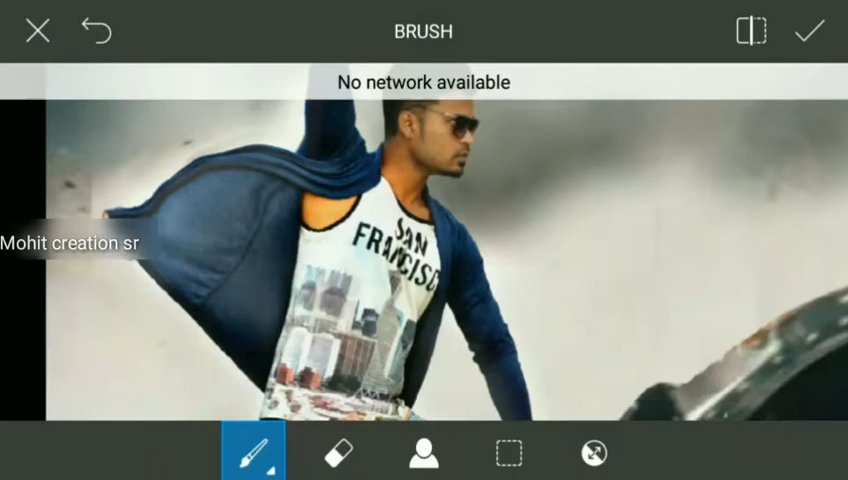 BRUSH
No network available
Mohit creation sr
SAN
FRANCISCO